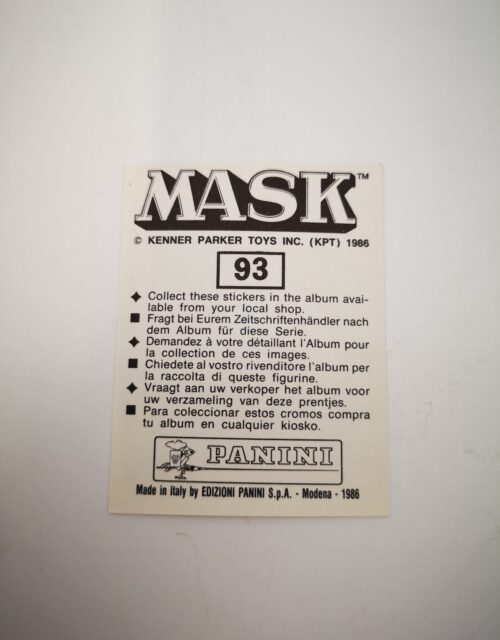 MASK™
© KENNER PARKER TOYS INC. (KPT) 1986
93
◆ Collect these stickers in the album avai-
lable from your local shop.
■ Fragt bei Eurem Zeitschriftenhändler nach
dem Album für diese Serie.
◆ Demandez à votre détaillant l'Album pour
la collection de ces images.
■ Chiedete al vostro rivenditore l'album per
la raccolta di queste figurine.
◆ Vraagt aan uw verkoper het album voor
uw verzameling van deze prentjes.
■ Para coleccionar estos cromos compra
tu album en cualquier kiosko.
PANINI
Made in Italy by EDIZIONI PANINI S.p.A. - Modena - 1986